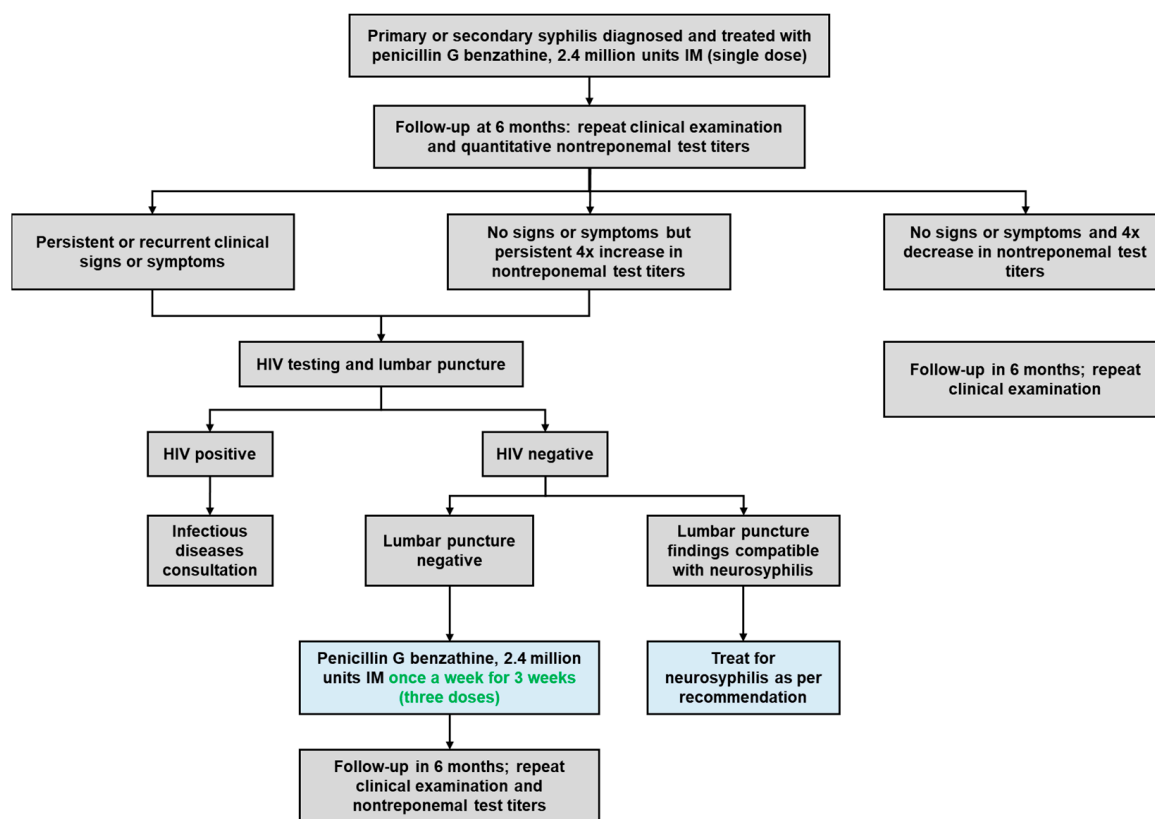 Primary or secondary syphilis diagnosed and treated with
penicillin G benzathine, 2.4 million units IM (single dose)
Follow-up at 6 months: repeat clinical examination
and quantitative nontreponemal test titers
Persistent or recurrent clinical
signs or symptoms
No signs or symptoms but
persistent 4x increase in
nontreponemal test titers
No signs or symptoms and 4x
decrease in nontreponemal test
titers
HIV testing and lumbar puncture
Follow-up in 6 months; repeat
clinical examination
HIV positive
HIV negative
Infectious
diseases
consultation
Lumbar puncture
negative
Lumbar puncture
findings compatible
with neurosyphilis
Penicillin G benzathine, 2.4 million
units IM once a week for 3 weeks
(three doses)
Treat for
neurosyphilis as per
recommendation
Follow-up in 6 months; repeat
clinical examination and
nontreponemal test titers